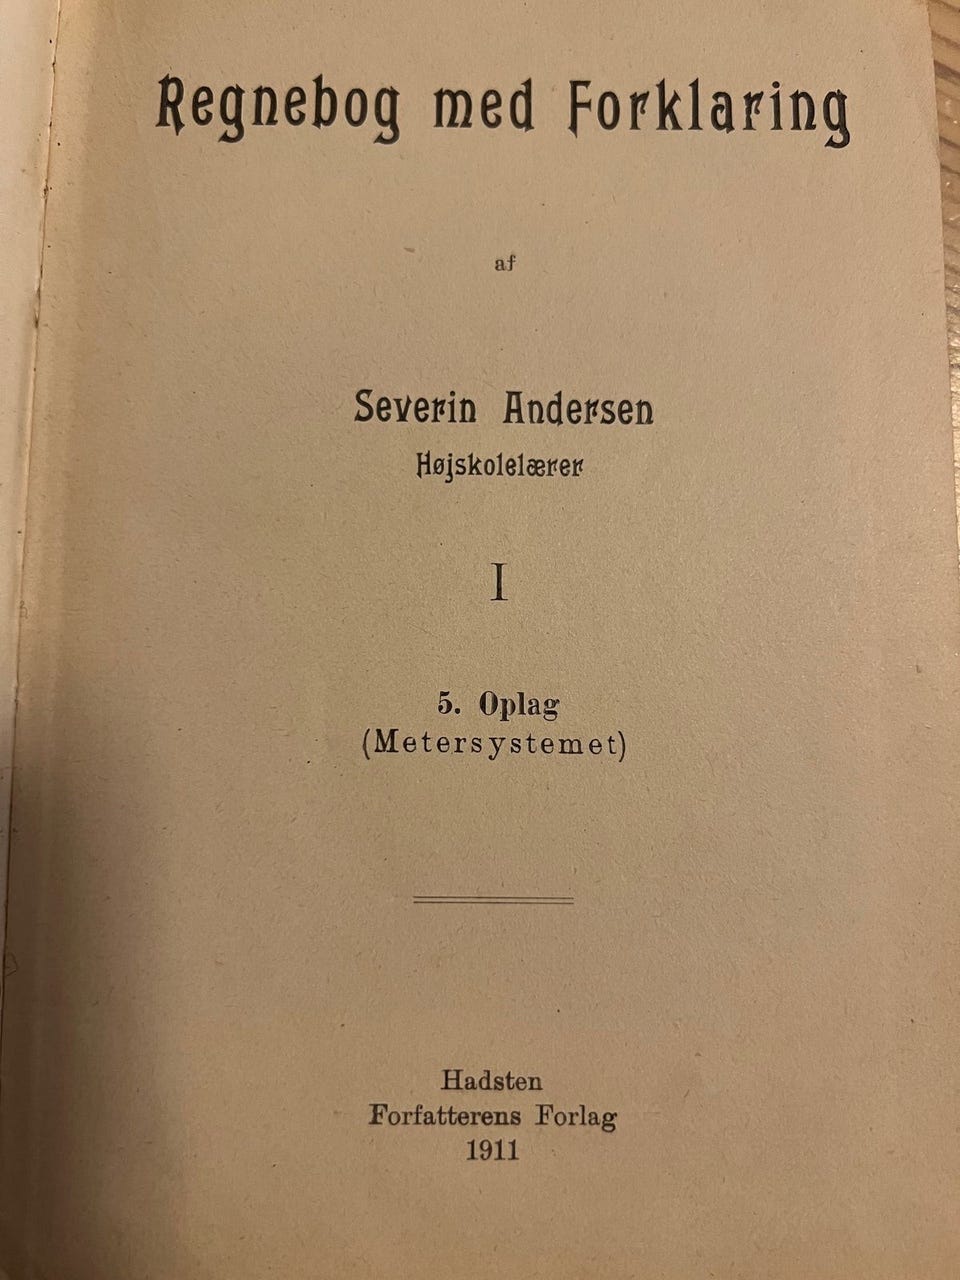 Regnebog med Forklaring
af
Severin Andersen
Højskolelærer
I
5. Oplag
(Metersystemet)
Hadsten
Forfatterens Forlag
1911